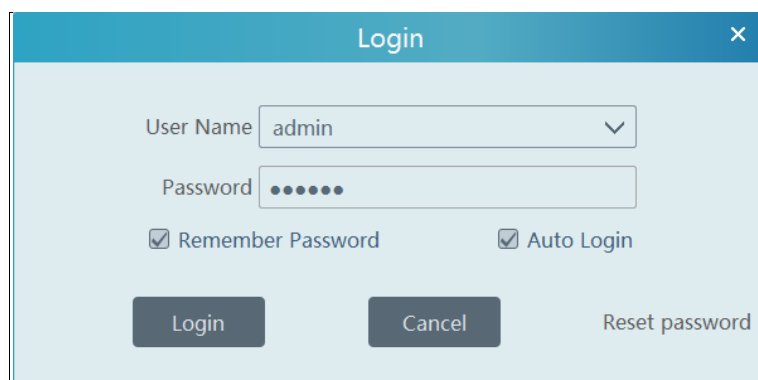 Login
User Name admin
Password ●●●●●●
Remember Password Auto Login
Login Cancel Reset password